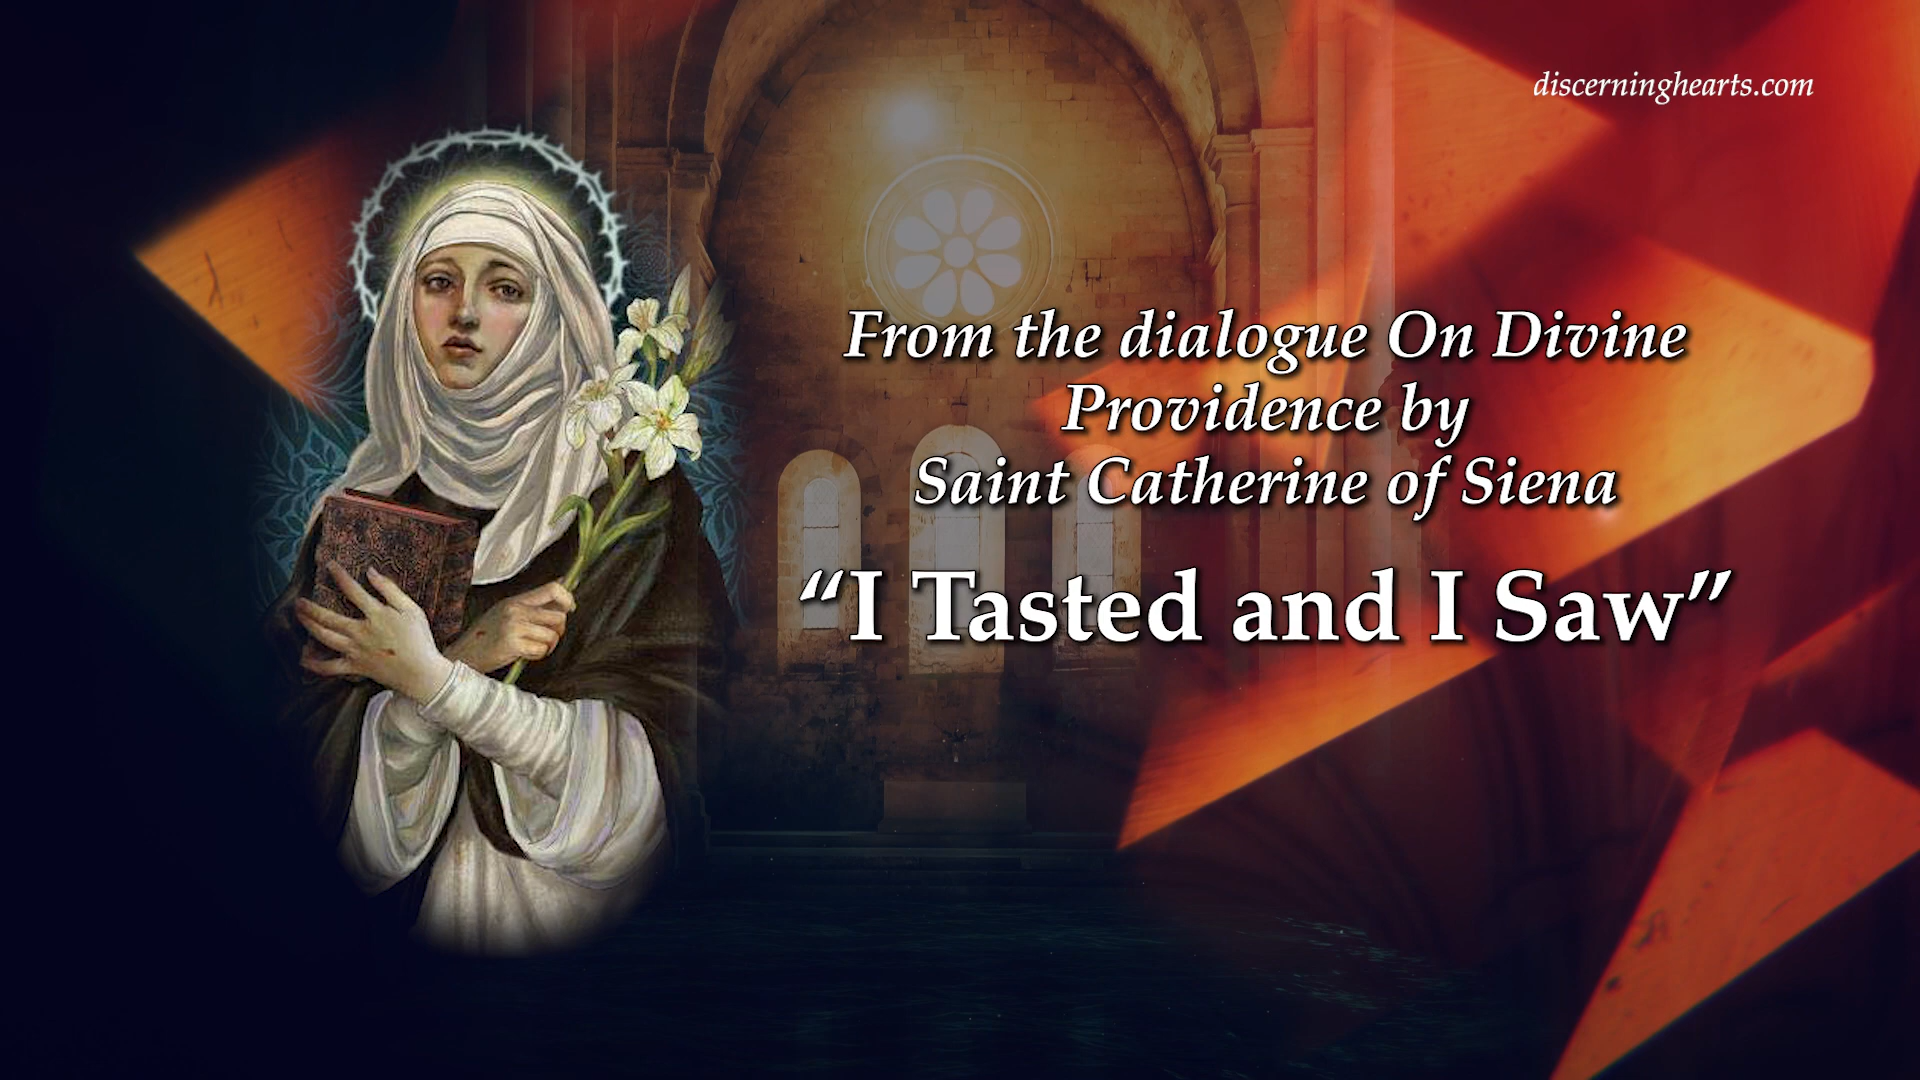 discerninghearts.com
From the dialogue On Divine
Providence by
Saint Catherine of Siena
“I Tasted and I Saw”